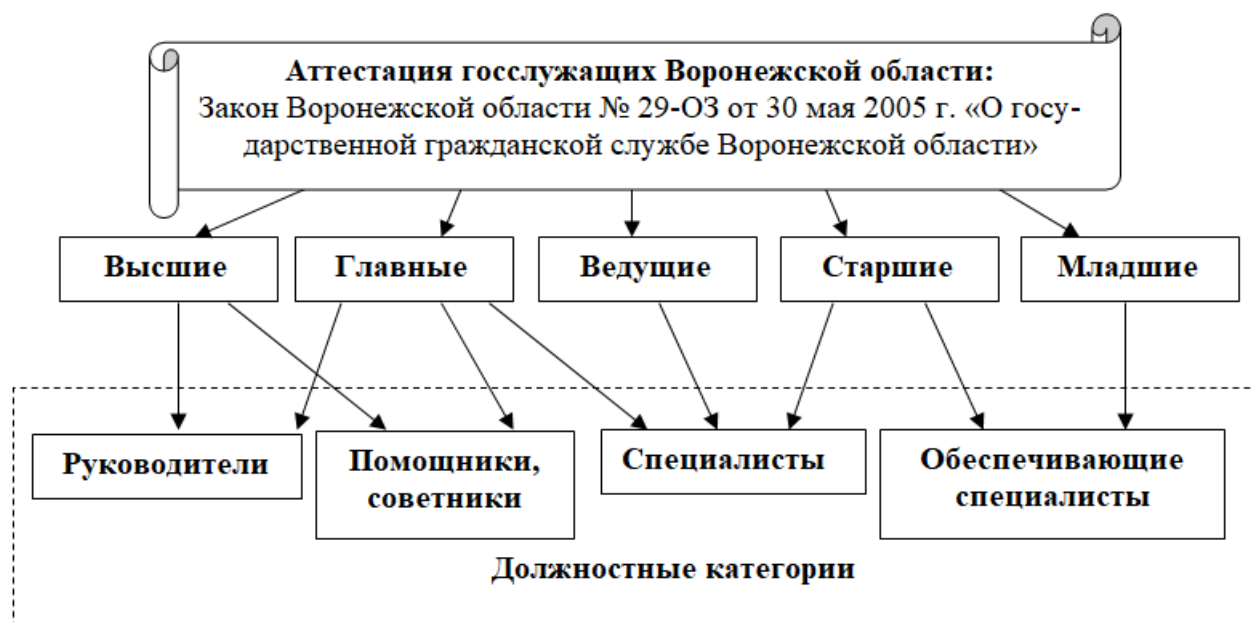 Аттестация госслужащих Воронежской области:
Закон Воронежской области № 29-ОЗ от 30 мая 2005 г. «О госу-
дарственной гражданской службе Воронежской области»
Высшие
Главные
Ведущие
Старшие
Младшие
Руководители
Помощники,
советники
Специалисты
Обеспечивающие
специалисты
Должностные категории